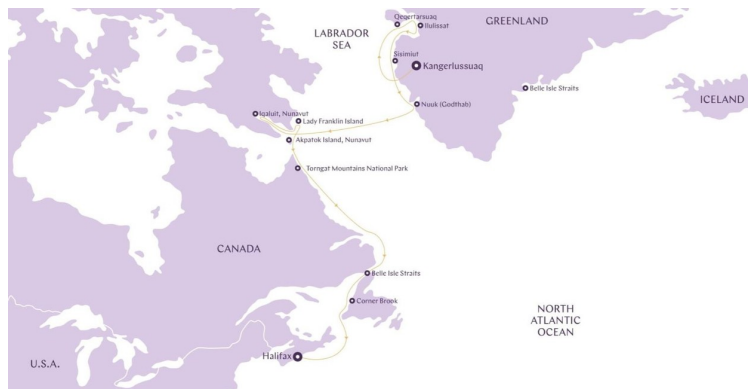 Qeqertarsuaq
Ilulissat
GREENLAND
LABRADOR
SEA
Sisimiut
Kangerlussuaq
Belle Isle Straits
ICELAND
Nuuk (Godthab)
Iqaluit, Nunavut
Lady Franklin Island
Akpatok Island, Nunavut
Torngat Mountains National Park
CANADA
Belle Isle Straits
Corner Brook
NORTH
ATLANTIC
OCEAN
Halifax
U.S.A.